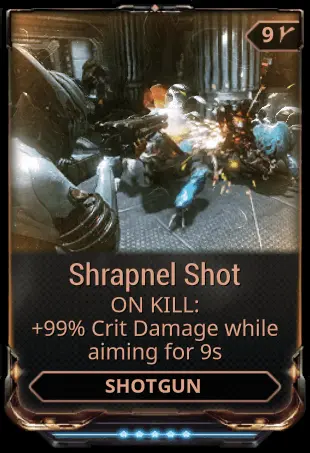 9
Shrapnel Shot
ON KILL:
+99% Crit Damage while
aiming for 9s
SHOTGUN